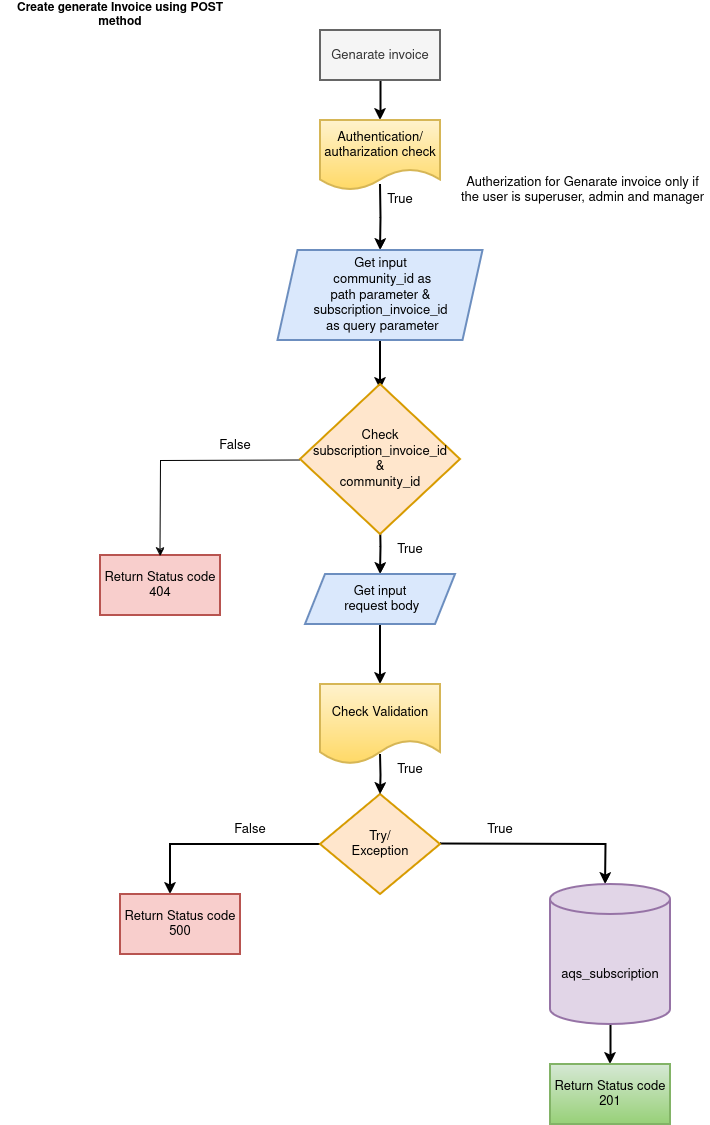 Create generate Invoice using POST
method
Genarate invoice
Authentication/
autharization check
Autherization for Genarate invoice only if
the user is superuser, admin and manager
True
Get input
community_id as
path parameter &
subscription_invoice_id
as query parameter
Check
subscription_invoice_id
&
community_id
False
True
Return Status code
404
Get input
request body
Check Validation
True
Try/
Exception
False
True
Return Status code
500
aqs_subscription
Return Status code
201